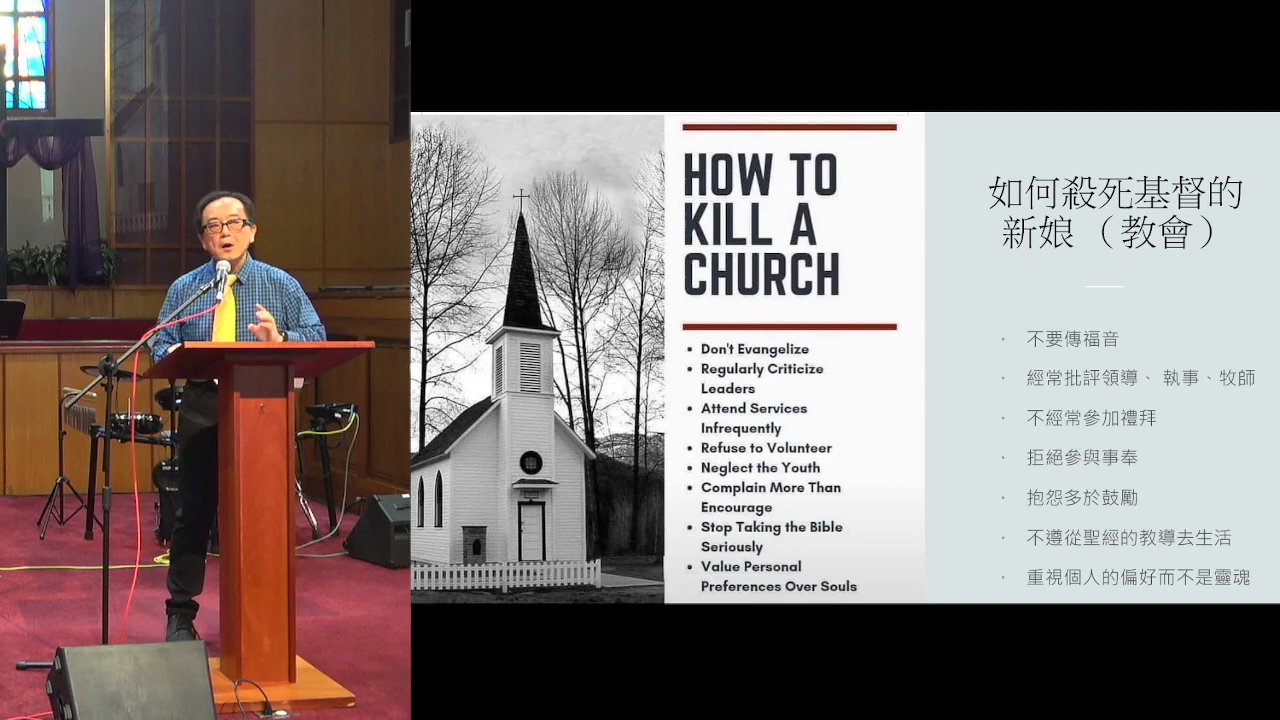 HOW TO
KILL A
CHURCH
• Don't Evangelize
• Regularly Criticize
Leaders
• Attend Services
Infrequently
• Refuse to Volunteer
• Neglect the Youth
• Complain More Than
Encourage
• Stop Taking the Bible
Seriously
• Value Personal
Preferences Over Souls
如何殺死基督的
新娘（教會）
• 不要傳福音
• 經常批評領導、 執事、牧師
• 不經常參加禮拜
• 拒絕參與事奉
• 抱怨多於鼓勵
• 不遵從聖經的教導去生活
• 重視個人的偏好而不是靈魂